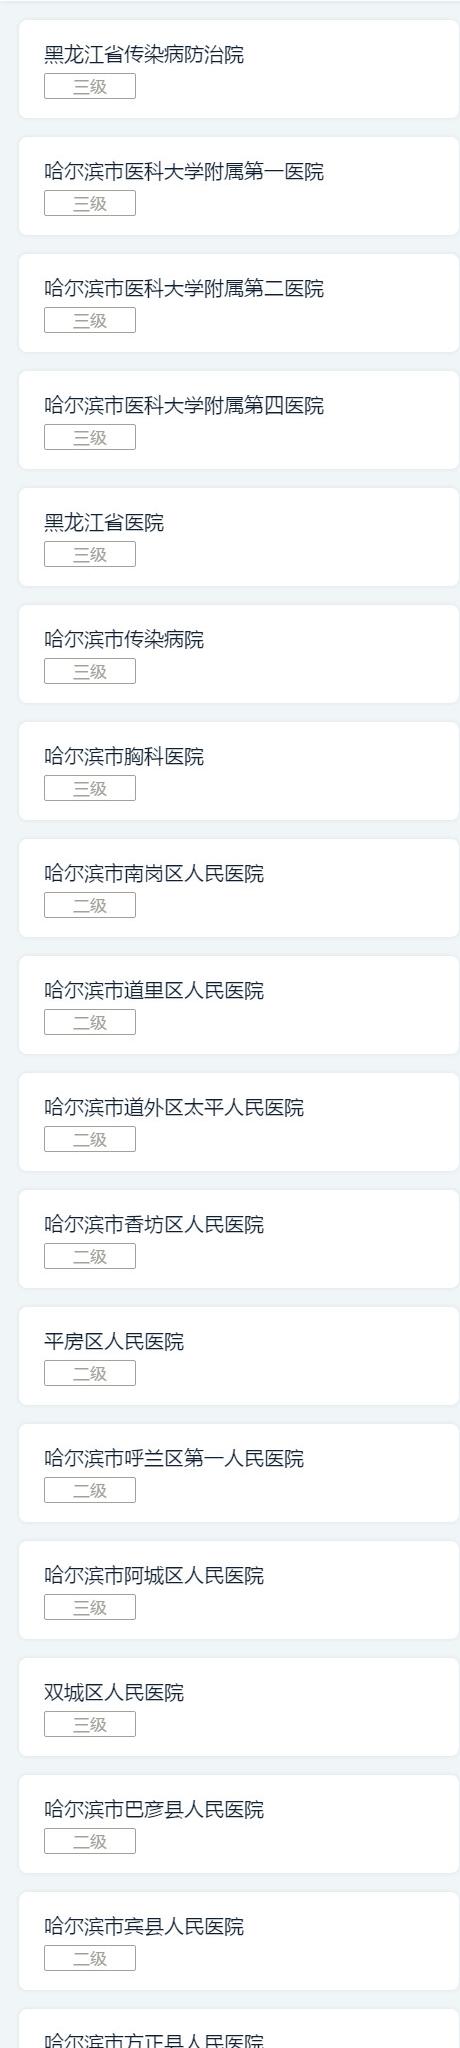 黑龙江省传染病防治院
三级
哈尔滨市医科大学附属第一医院
三级
哈尔滨市医科大学附属第二医院
三级
哈尔滨市医科大学附属第四医院
三级
黑龙江省医院
三级
哈尔滨市传染病院
三级
哈尔滨市胸科医院
三级
哈尔滨市南岗区人民医院
二级
哈尔滨市道里区人民医院
二级
哈尔滨市道外区太平人民医院
二级
哈尔滨市香坊区人民医院
二级
平房区人民医院
二级
哈尔滨市呼兰区第一人民医院
二级
哈尔滨市阿城区人民医院
三级
双城区人民医院
三级
哈尔滨市巴彦县人民医院
二级
哈尔滨市宾县人民医院
二级
哈尔滨市方正县人民医院